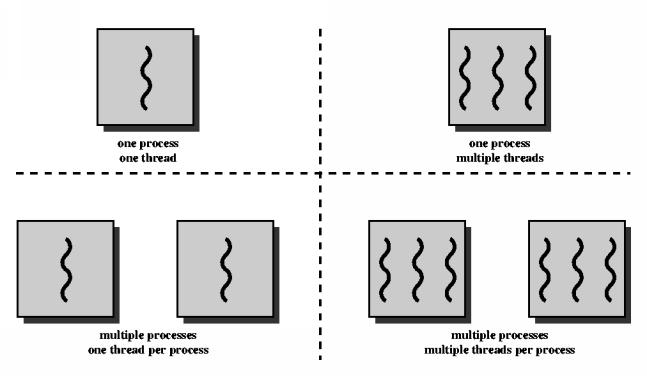 one process
one thread
one process
multiple threads
multiple processes
one thread per process
multiple processes
multiple threads per process